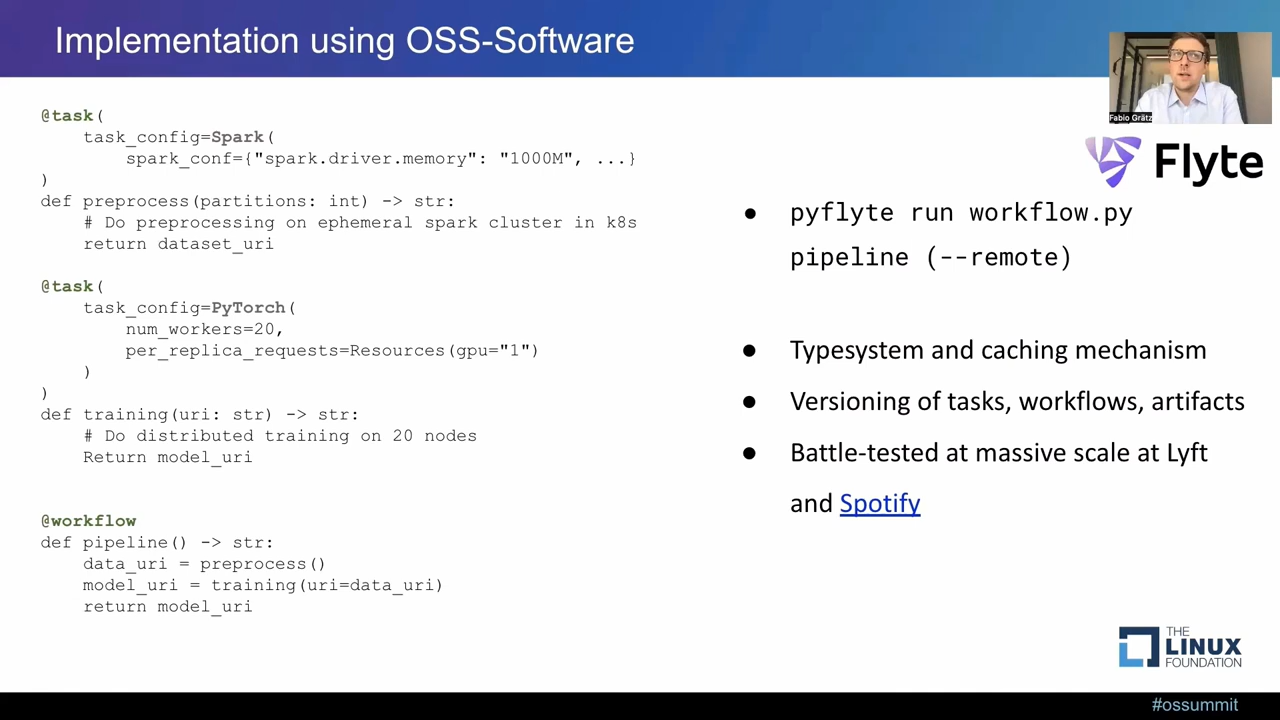 Implementation using OSS-Software
Fabio Grätz
@task(
    task_config=Spark(
        spark_conf={"spark.driver.memory": "1000M", ...}
)
def preprocess(partitions: int) -> str:
    # Do preprocessing on ephemeral spark cluster in k8s
    return dataset_uri
@task(
    task_config=PyTorch(
        num_workers=20,
        per_replica_requests=Resources(gpu="1")
    )
)
def training(uri: str) -> str:
    # Do distributed training on 20 nodes
    Return model_uri
@workflow
def pipeline() -> str:
    data_uri = preprocess()
    model_uri = training(uri=data_uri)
    return model_uri
Flyte
● pyflyte run workflow.py
pipeline (--remote)
● Typesystem and caching mechanism
● Versioning of tasks, workflows, artifacts
● Battle-tested at massive scale at Lyft
and Spotify
THE
LINUX
FOUNDATION
#ossummit